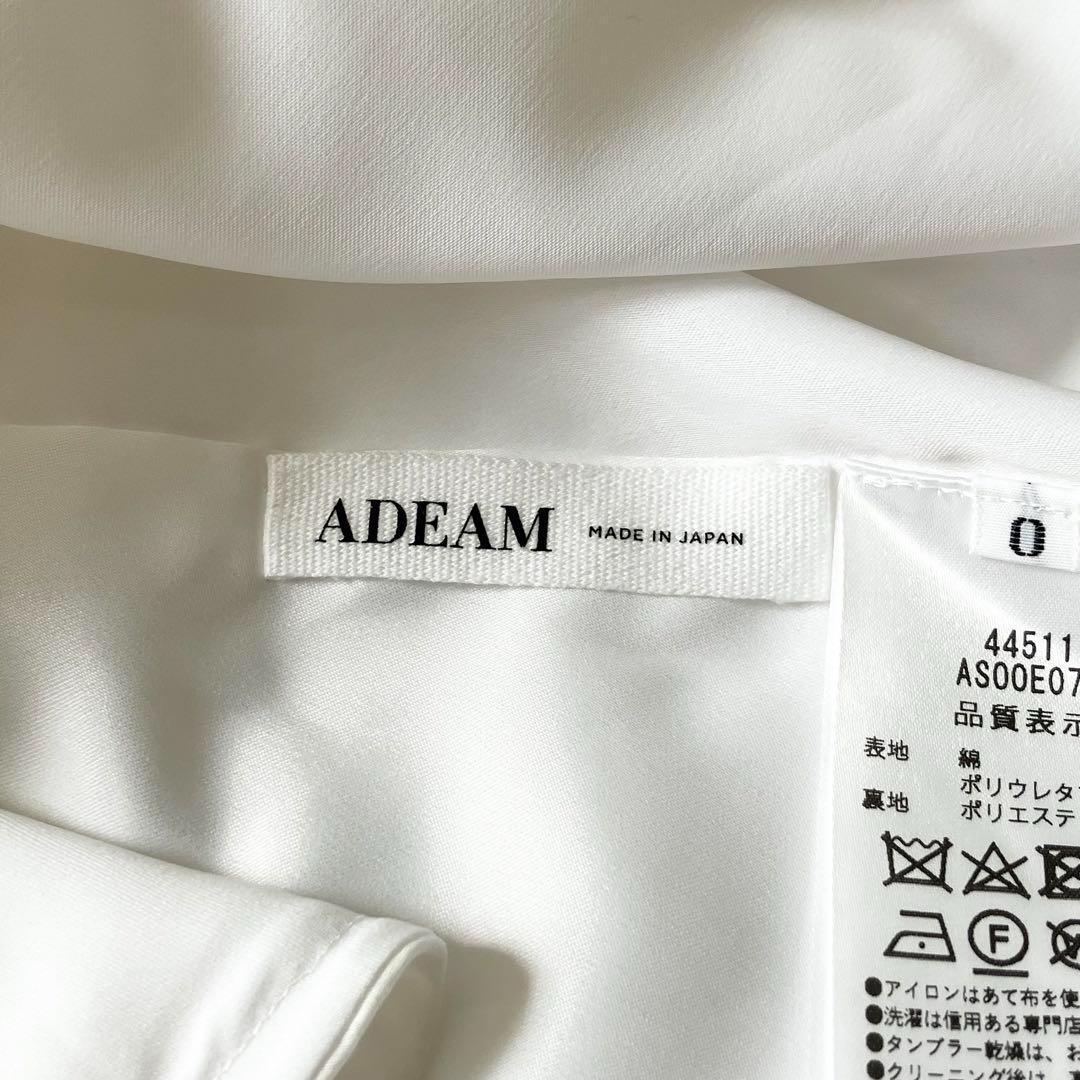 ADEAM MADE IN JAPAN
0
44511
AS00E07
品質表示
表地 綿
ポリウレタ
裏地 ポリエステ
F
●アイロンはあて布を使
●洗濯は信用ある専門店
●タンブラー乾燥は、お
●クリーニング後は、